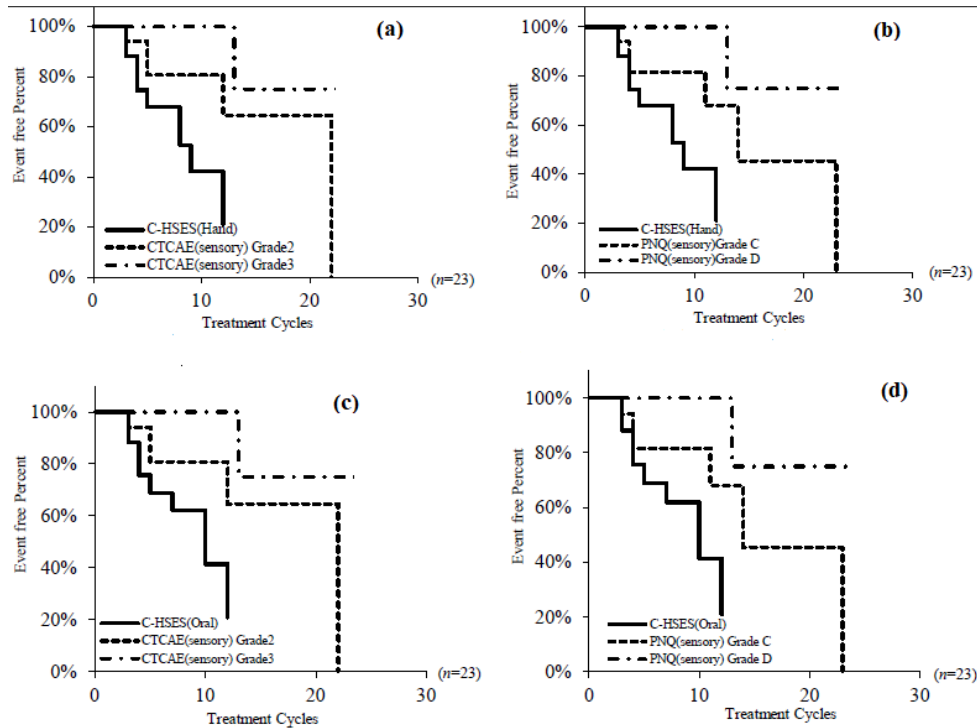 (a)
Event free Percent
100%
80%
60%
40%
20%
0%
C-HSES(Hand)
CTCAE(sensory) Grade2
CTCAE(sensory) Grade3
(n=23)
0 10 20 30
Treatment Cycles
(b)
Event free Percent
100%
80%
60%
40%
20%
0%
C-HSES(Hand)
PNQ(sensory)Grade C
PNQ(sensory)Grade D
(n=23)
0 10 20 30
Treatment Cycles
(c)
Event free Percent
100%
80%
60%
40%
20%
0%
C-HSES(Oral)
CTCAE(sensory) Grade2
CTCAE(sensory) Grade3
(n=23)
0 10 20 30
Treatment Cycles
(d)
Event free Percent
100%
80%
60%
40%
20%
0%
C-HSES(Oral)
PNQ(sensory) Grade C
PNQ(sensory) Grade D
(n=23)
0 10 20 30
Treatment Cycles